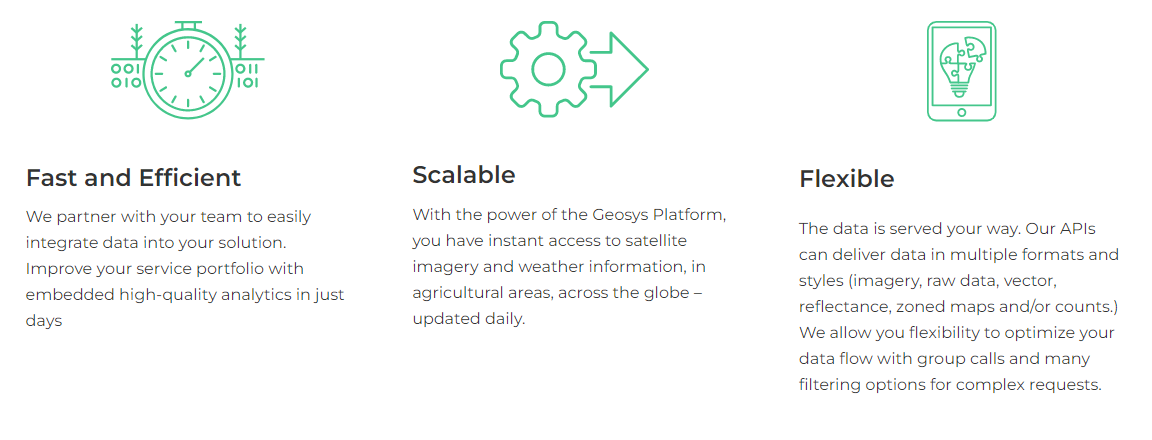 Fast and Efficient
We partner with your team to easily
integrate data into your solution.
Improve your service portfolio with
embedded high-quality analytics in just
days
Scalable
With the power of the Geosys Platform,
you have instant access to satellite
imagery and weather information, in
agricultural areas, across the globe –
updated daily.
Flexible
The data is served your way. Our APIs
can deliver data in multiple formats and
styles (imagery, raw data, vector,
reflectance, zoned maps and/or counts.)
We allow you flexibility to optimize your
data flow with group calls and many
filtering options for complex requests.